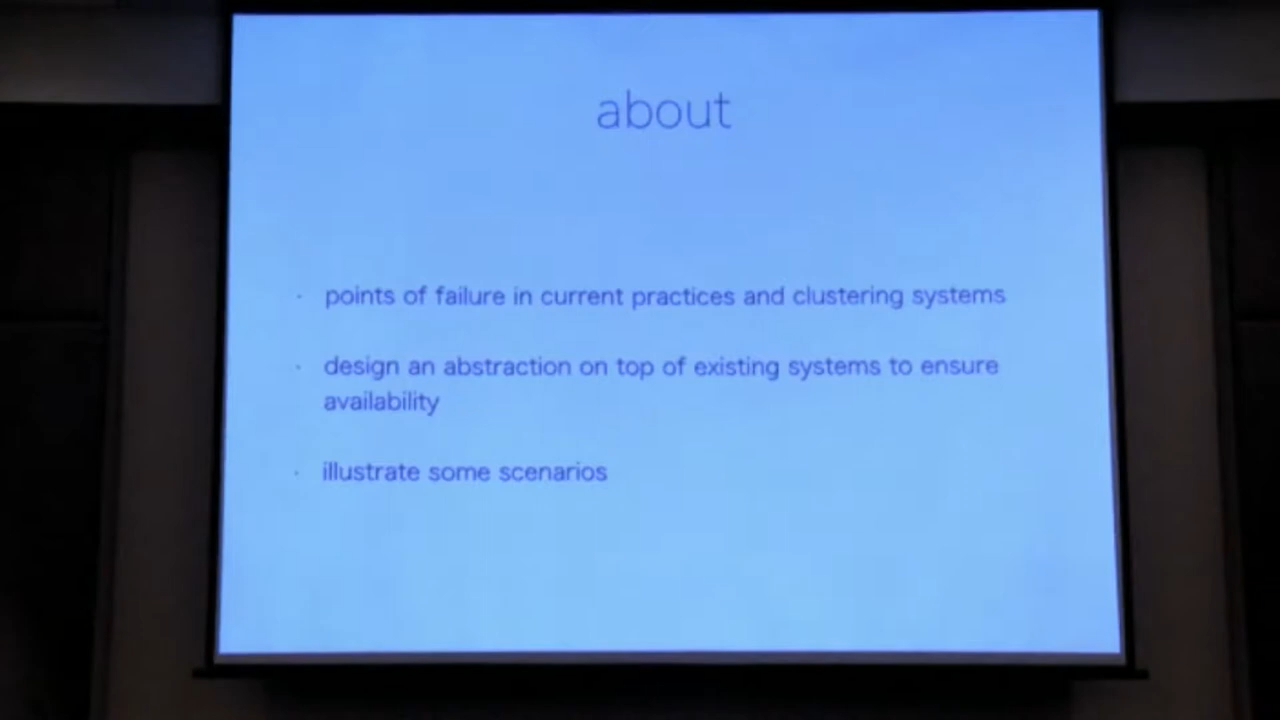 about
· points of failure in current practices and clustering systems
· design an abstraction on top of existing systems to ensure
availability
· illustrate some scenarios